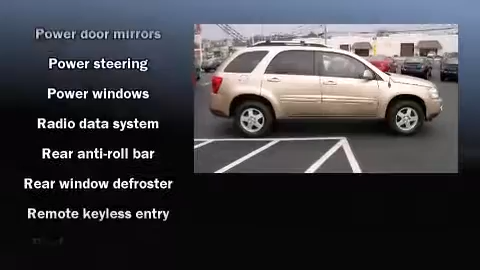 Power door mirrors
Power steering
Power windows
Radio data system
Rear anti-roll bar
Rear window defroster
Remote keyless entry